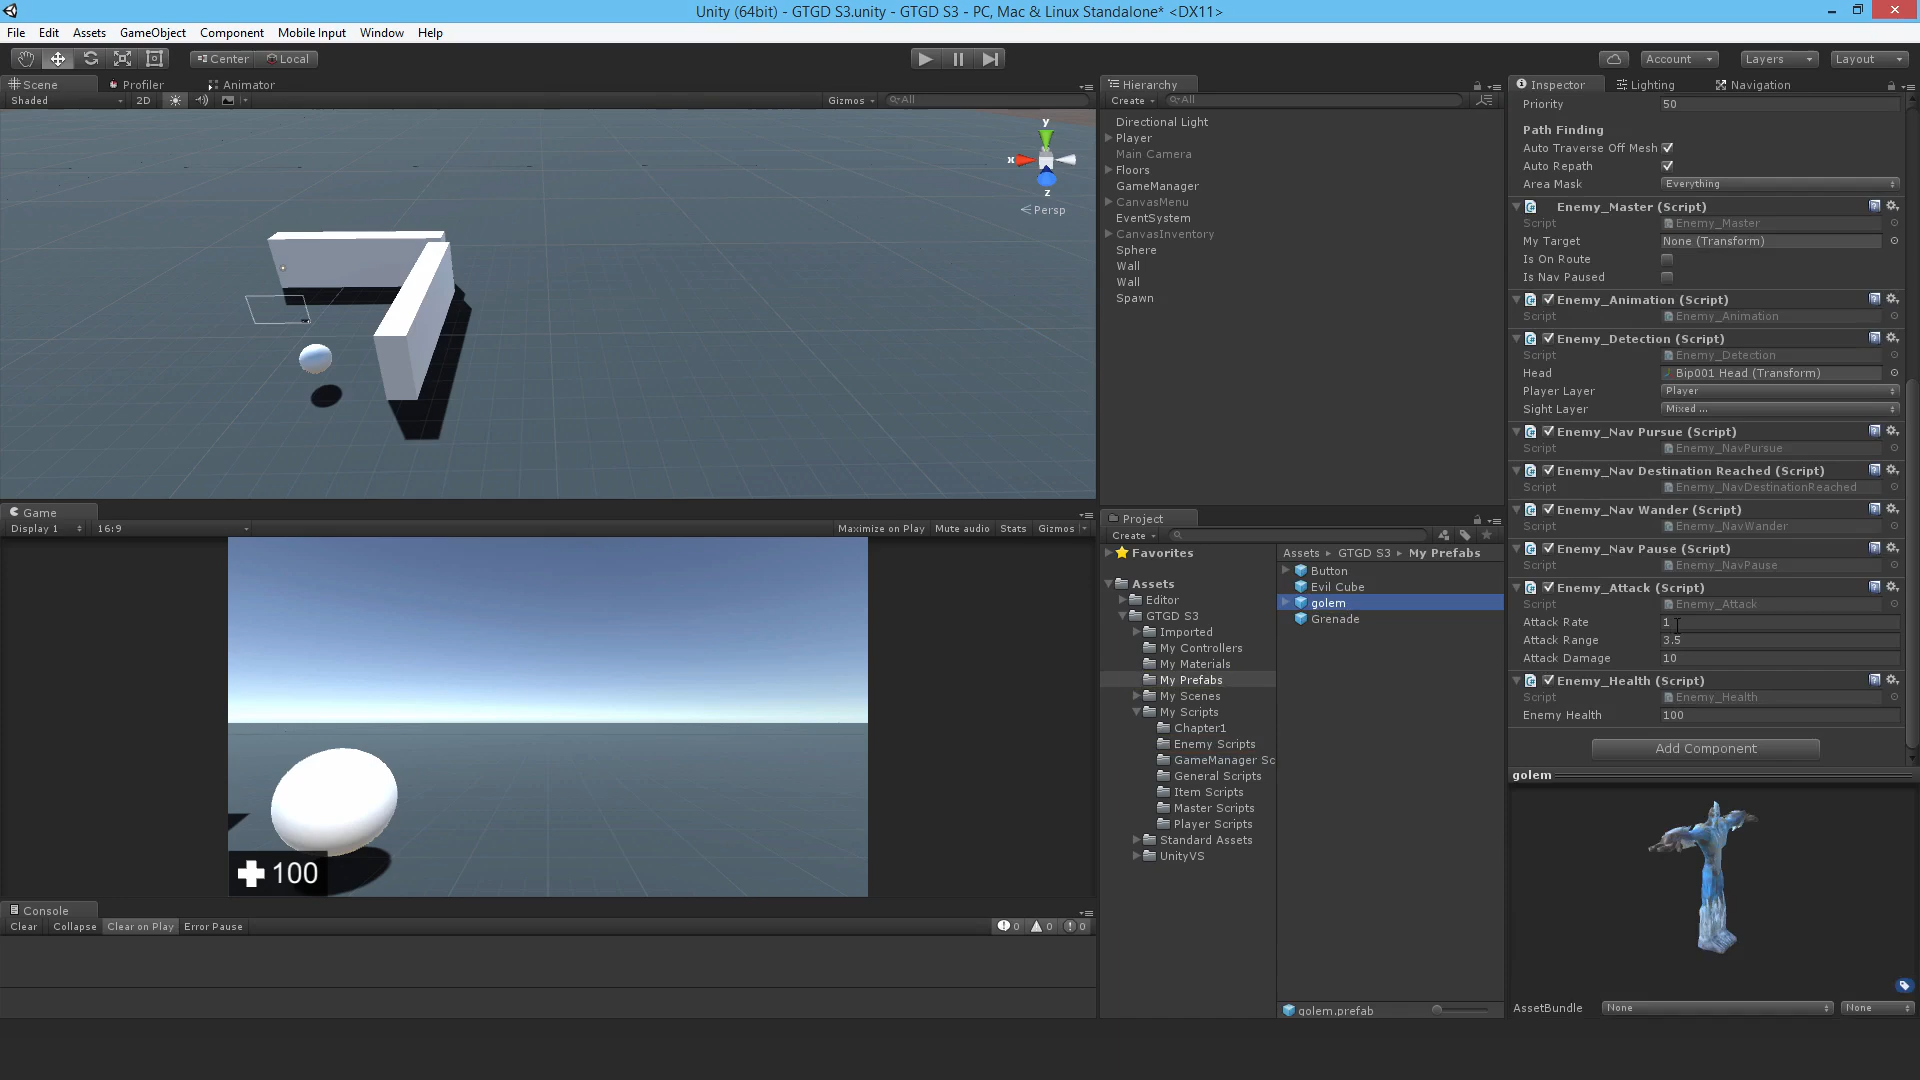 Unity (64bit) - GTGD S3.unity - GTGD S3 - PC, Mac & Linux Standalone* <DX11>
File Edit Assets GameObject Component Mobile Input Window Help
Center Local Account Layers Layout
Scene Profiler Animator
Shaded 2D Gizmos All
y
x
z
Persp
Game
Display 1 16:9 Maximize on Play Mute audio Stats Gizmos
100
Console
Clear Collapse Clear on Play Error Pause 0 0 0
Hierarchy
Create All
Directional Light
Player
Main Camera
Floors
GameManager
CanvasMenu
EventSystem
CanvasInventory
Sphere
Wall
Wall
Spawn
Project
Create
Favorites
Assets
Editor
GTGD S3
Imported
My Controllers
My Materials
My Prefabs
My Scenes
My Scripts
Chapter1
Enemy Scripts
GameManager Sc
General Scripts
Item Scripts
Master Scripts
Player Scripts
Standard Assets
UnityVS
Assets GTGD S3 My Prefabs
Button
Evil Cube
golem
Grenade
golem.prefab
Inspector Lighting Navigation
Priority 50
Path Finding
Auto Traverse Off Mesh
Auto Repath
Area Mask Everything
Enemy_Master (Script)
Script Enemy_Master
My Target None (Transform)
Is On Route
Is Nav Paused
Enemy_Animation (Script)
Script Enemy_Animation
Enemy_Detection (Script)
Script Enemy_Detection
Head Bip001 Head (Transform)
Player Layer Player
Sight Layer Mixed ...
Enemy_Nav Pursue (Script)
Script Enemy_NavPursue
Enemy_Nav Destination Reached (Script)
Script Enemy_NavDestinationReached
Enemy_Nav Wander (Script)
Script Enemy_NavWander
Enemy_Nav Pause (Script)
Script Enemy_NavPause
Enemy_Attack (Script)
Script Enemy_Attack
Attack Rate 1
Attack Range 3.5
Attack Damage 10
Enemy_Health (Script)
Script Enemy_Health
Enemy Health 100
Add Component
golem
AssetBundle None None